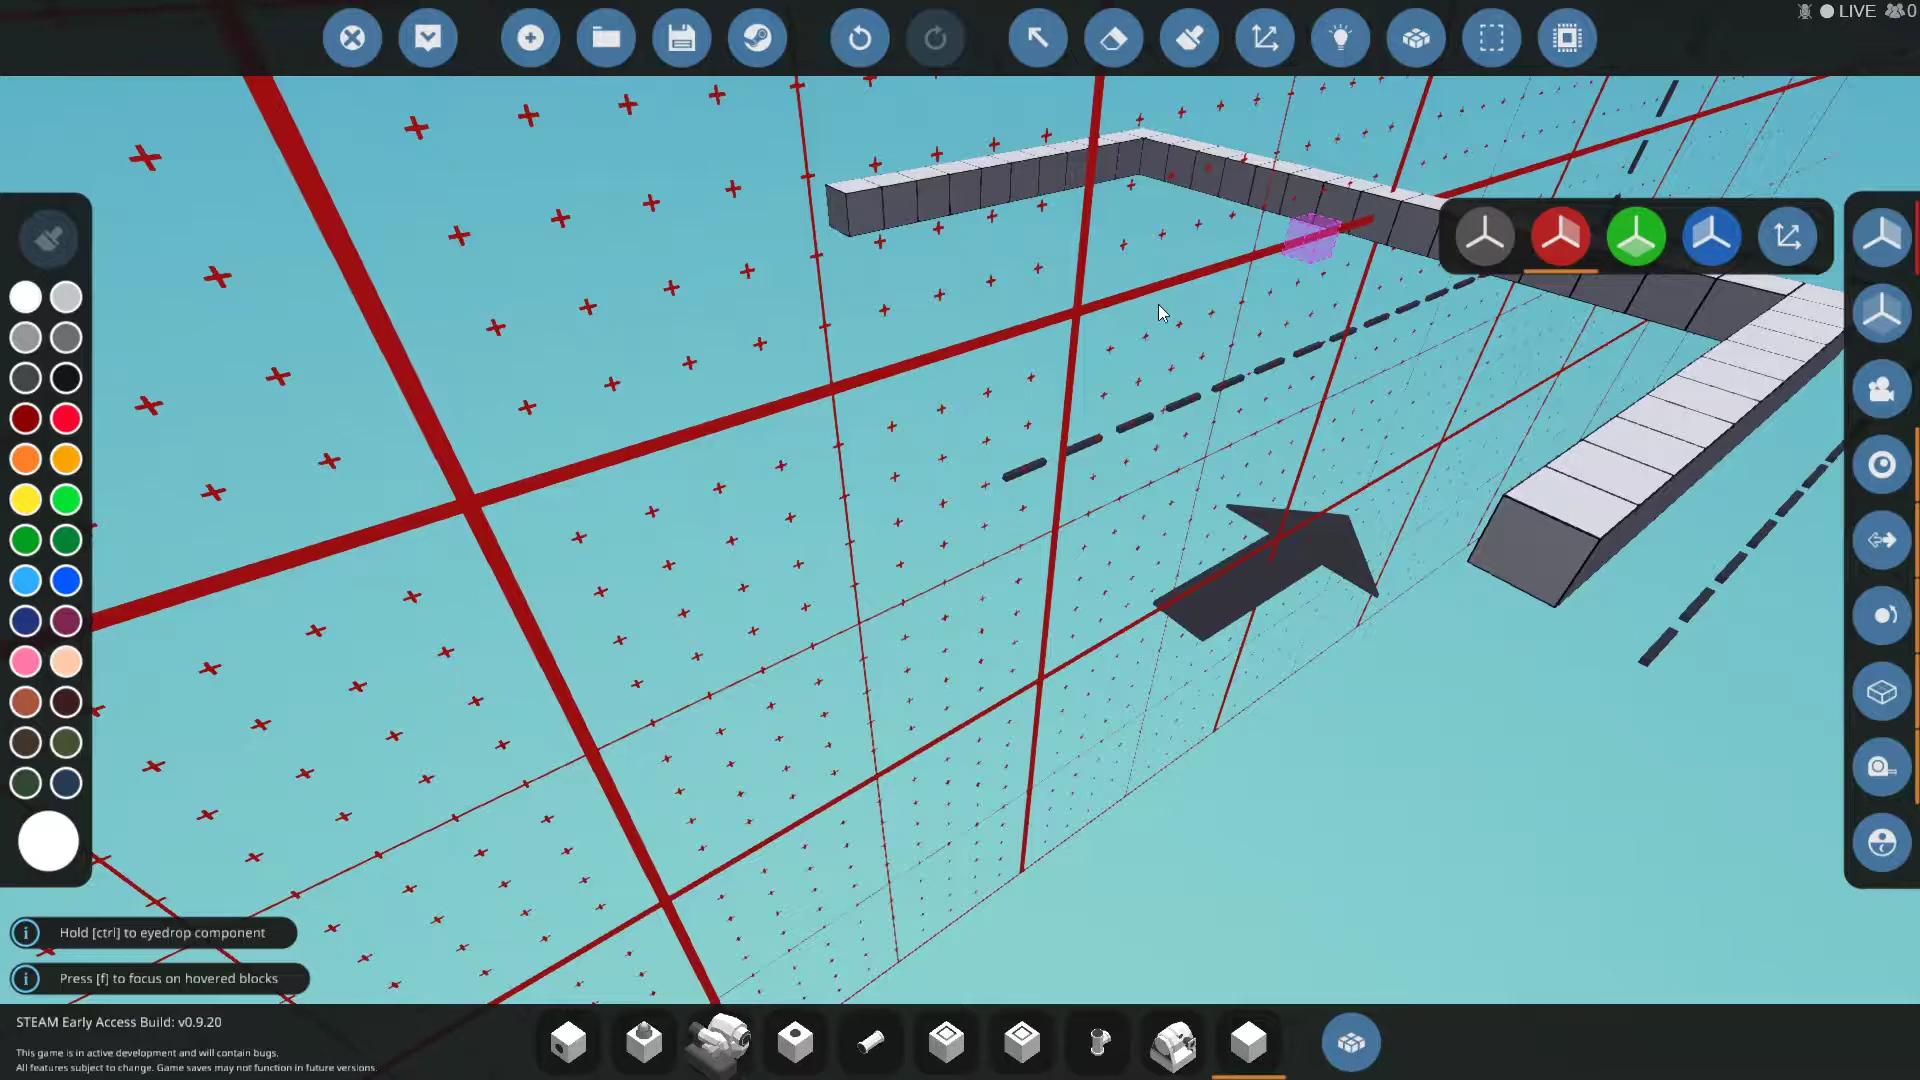 LIVE 0
Hold [ctrl] to eyedrop component
Press [f] to focus on hovered blocks
STEAM Early Access Build: v0.9.20
This game is in active development and will contain bugs.
All features subject to change. Game saves may not function in future versions.